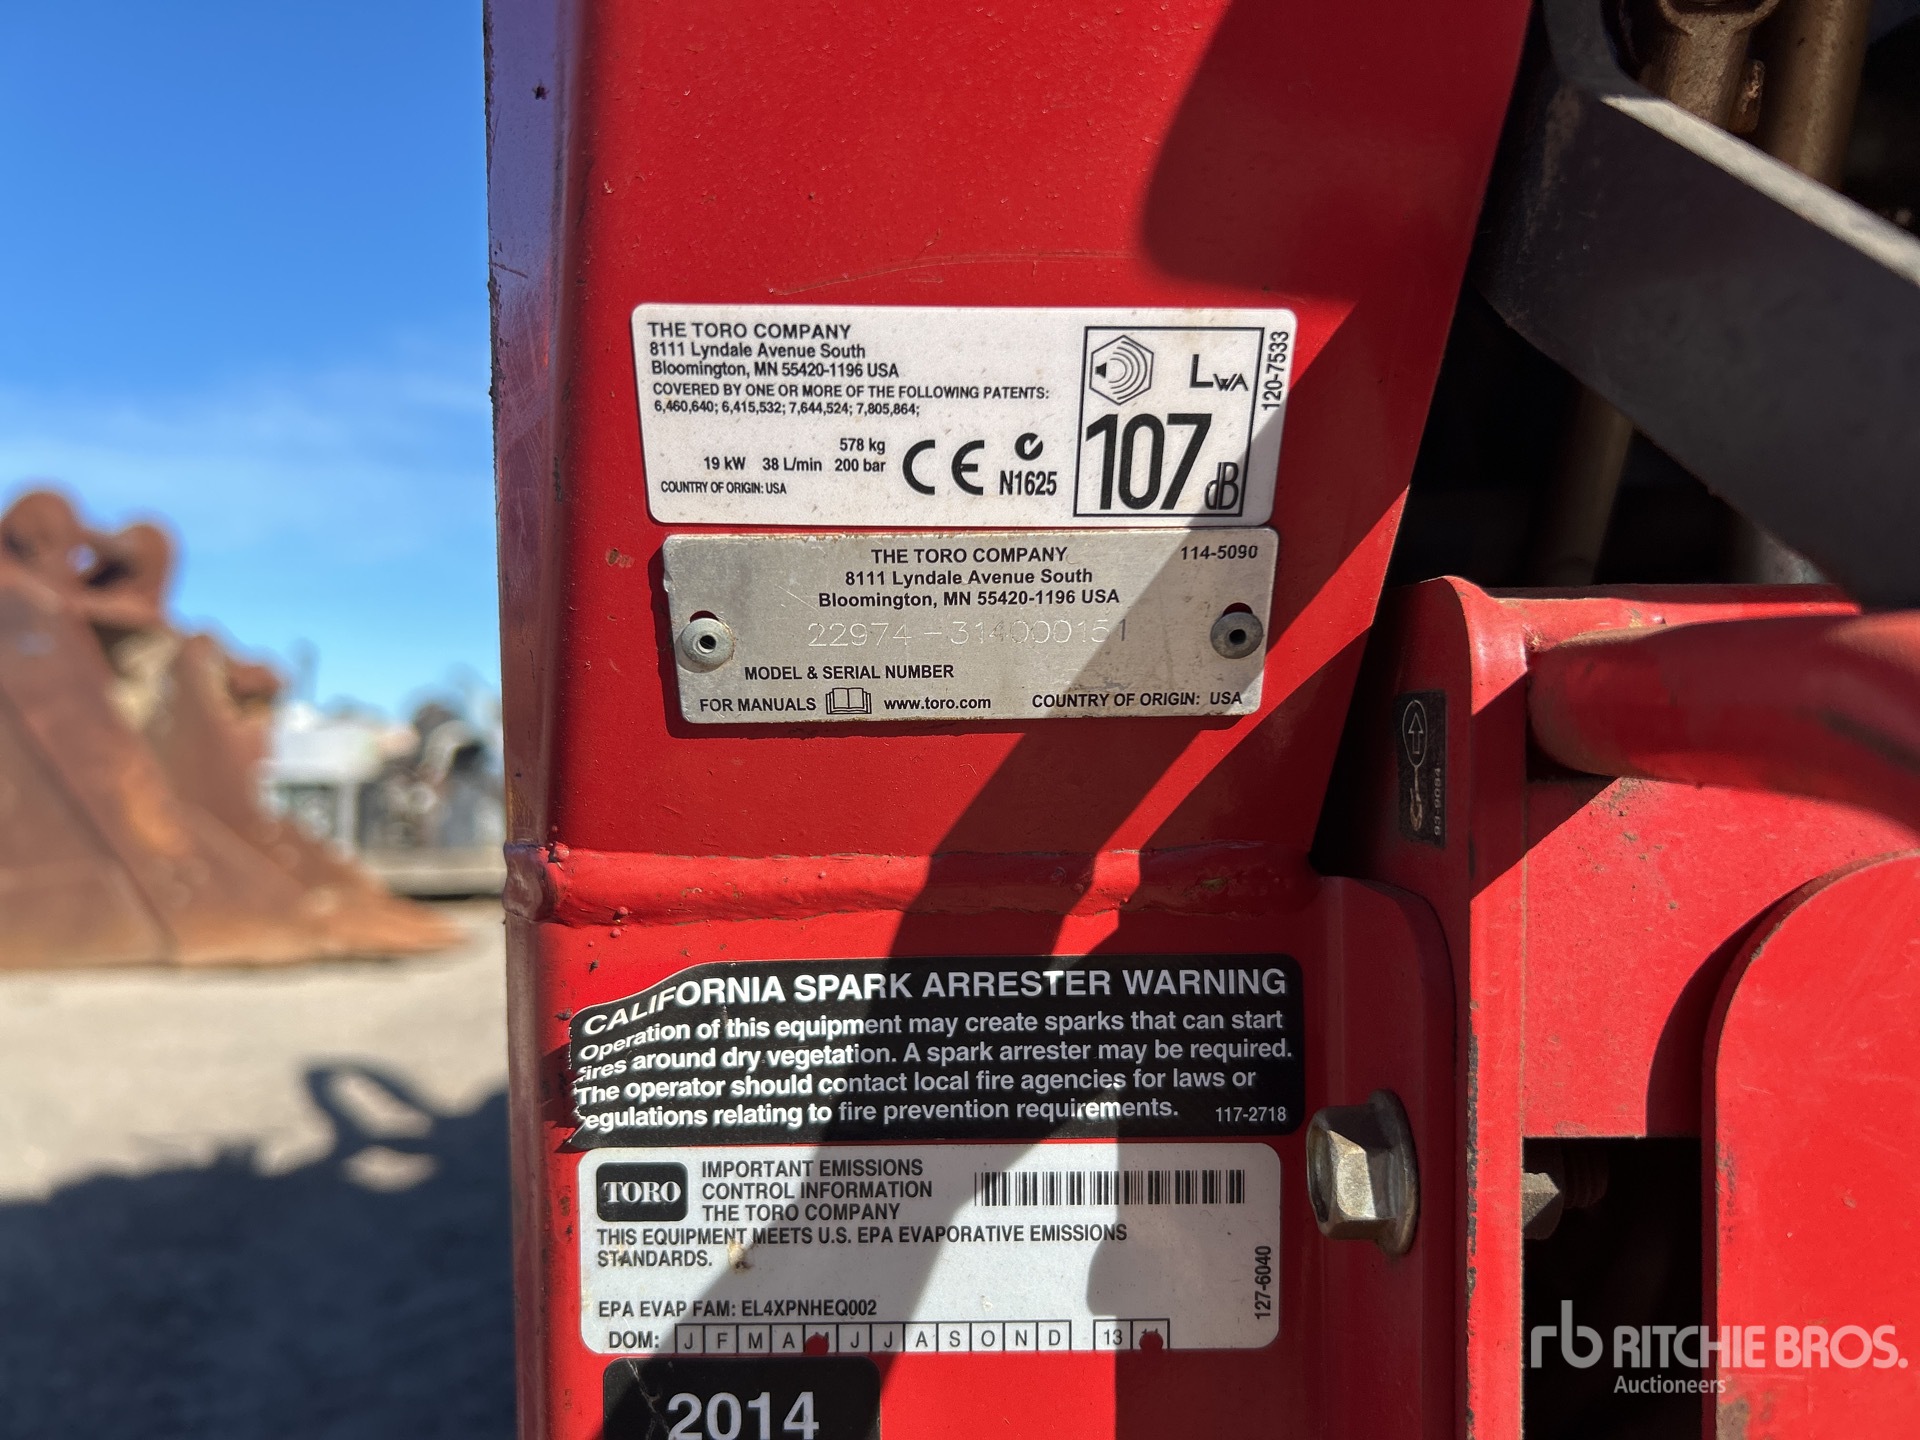 THE TORO COMPANY
8111 Lyndale Avenue South
Bloomington, MN 55420-1196 USA
COVERED BY ONE OR MORE OF THE FOLLOWING PATENTS:
6,460,640; 6,415,532; 7,644,524; 7,805,864;
578 kg
19 kW 38 L/min 200 bar
COUNTRY OF ORIGIN: USA
CE
N1625
LWA
107 dB
120-7533
THE TORO COMPANY 114-5090
8111 Lyndale Avenue South
Bloomington, MN 55420-1196 USA
22974-314000151
MODEL & SERIAL NUMBER
FOR MANUALS www.toro.com COUNTRY OF ORIGIN: USA
93-9084
CALIFORNIA SPARK ARRESTER WARNING
Operation of this equipment may create sparks that can start
fires around dry vegetation. A spark arrester may be required.
The operator should contact local fire agencies for laws or
egulations relating to fire prevention requirements. 117-2718
TORO
IMPORTANT EMISSIONS
CONTROL INFORMATION
THE TORO COMPANY
THIS EQUIPMENT MEETS U.S. EPA EVAPORATIVE EMISSIONS
STANDARDS.
EPA EVAP FAM: EL4XPNHEQ002
DOM: J F M A J J A S O N D 13
127-6040
2014
rb RITCHIE BROS.
Auctioneers